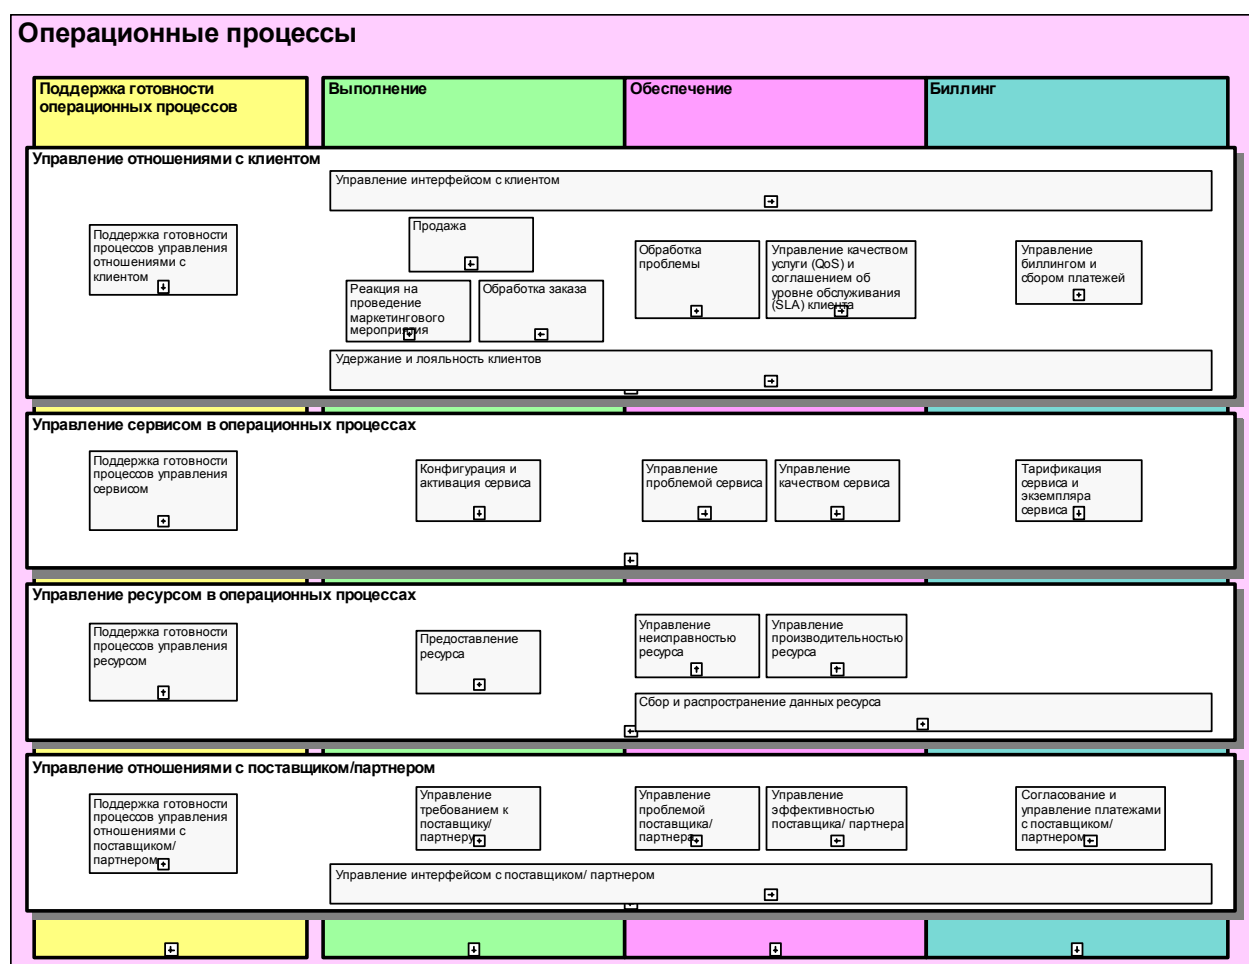 Операционные процессы
Поддержка готовности
операционных процессов
Выполнение
Обеспечение
Биллинг
Управление отношениями с клиентом
Управление интерфейсом с клиентом
Поддержка готовности
процессов управления
отношениями с
клиентом
Продажа
Реакция на
проведение
маркетингового
мероприятия
Обработка заказа
Обработка
проблемы
Управление качеством
услуги (QoS) и
соглашением об
уровне обслуживания
(SLA) клиента
Управление
биллингом и
сбором платежей
Удержание и лояльность клиентов
Управление сервисом в операционных процессах
Поддержка готовности
процессов управления
сервисом
Конфигурация и
активация сервиса
Управление
проблемой сервиса
Управление
качеством сервиса
Тарификация
сервиса и
экземпляра
сервиса
Управление ресурсом в операционных процессах
Поддержка готовности
процессов управления
ресурсом
Предоставление
ресурса
Управление
неисправностью
ресурса
Управление
производительностью
ресурса
Сбор и распространение данных ресурса
Управление отношениями с поставщиком/партнером
Поддержка готовности
процессов управления
отношениями с
поставщиком/
партнером
Управление
требованием к
поставщику/
партнеру
Управление
проблемой
поставщика/
партнера
Управление
эффективностью
поставщика/ партнера
Согласование и
управление платежами
с поставщиком/
партнером
Управление интерфейсом с поставщиком/ партнером